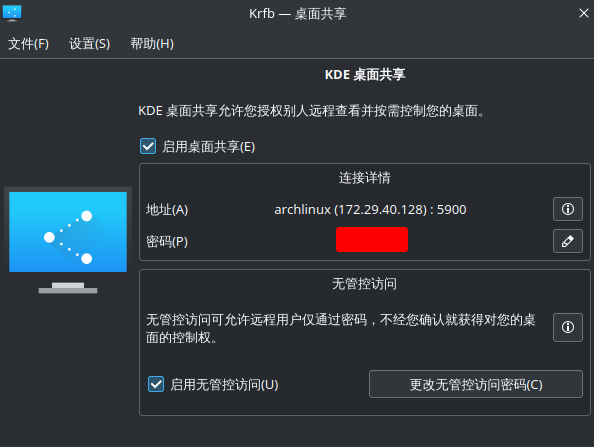 Krfb — 桌面共享
文件(F) 设置(S) 帮助(H)
KDE 桌面共享
KDE 桌面共享允许您授权别人远程查看并按需控制您的桌面。
启用桌面共享(E)
连接详情
地址(A) archlinux (172.29.40.128) : 5900
密码(P)
无管控访问
无管控访问可允许远程用户仅通过密码，不经您确认就获得对您的桌
面的控制权。
启用无管控访问(U) 更改无管控访问密码(C)